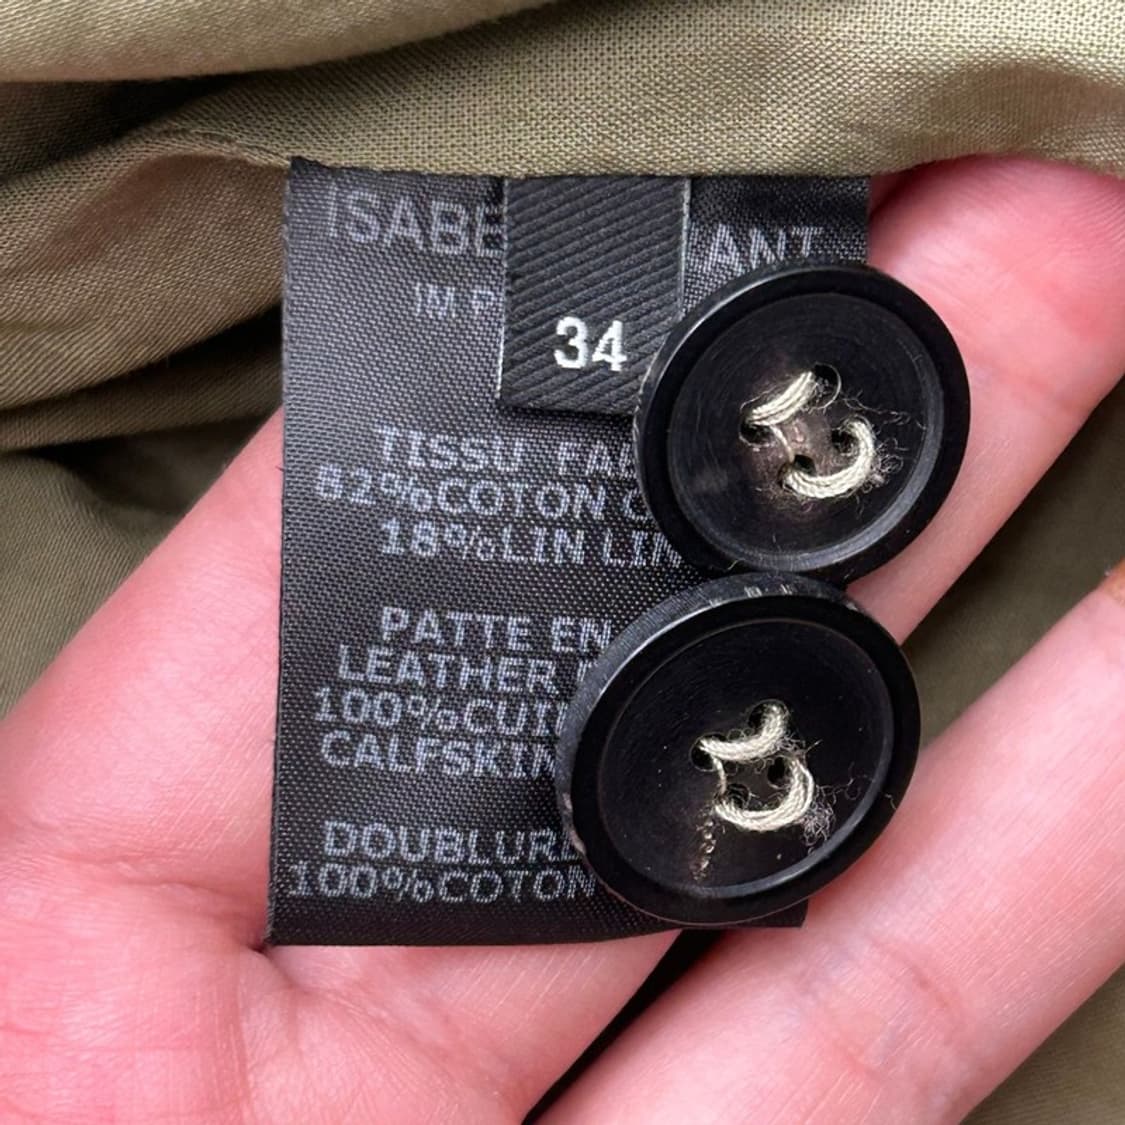 ISABE ANT
IM P
34
TISSU FA
82%COTON C
18%LIN LIN
PATTE EN
LEATHER
100%CUI
CALFSKIN
DOUBLUR
100%COTON